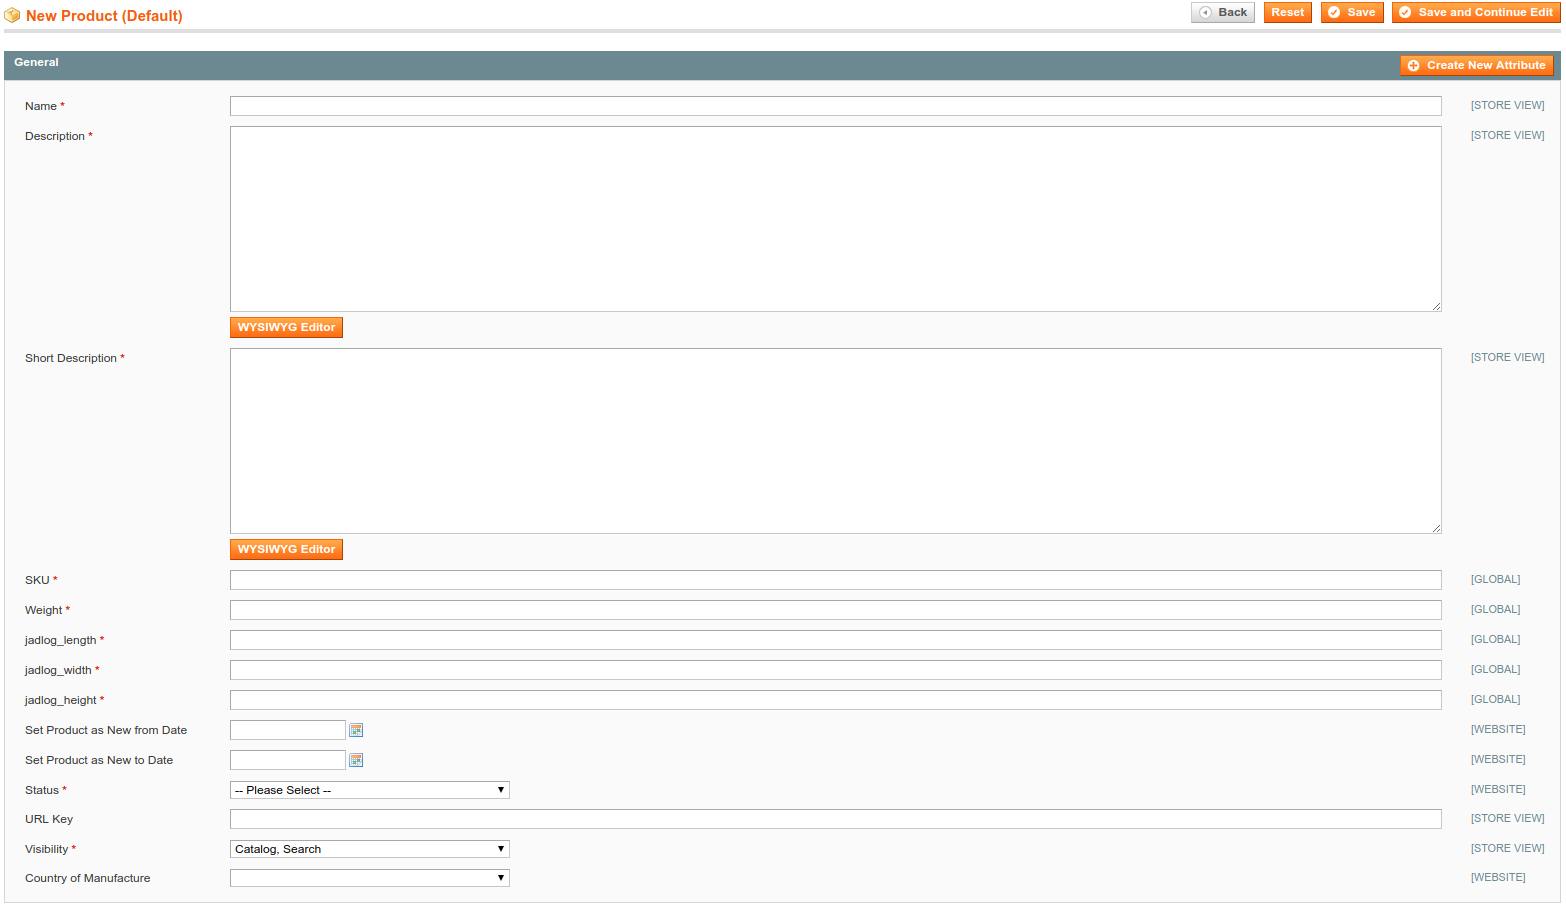 New Product (Default)
Back
Reset
Save
Save and Continue Edit
General
Create New Attribute
Name *
[STORE VIEW]
Description *
[STORE VIEW]
WYSIWYG Editor
Short Description *
[STORE VIEW]
WYSIWYG Editor
SKU *
[GLOBAL]
Weight *
[GLOBAL]
jadlog_length *
[GLOBAL]
jadlog_width *
[GLOBAL]
jadlog_height *
[GLOBAL]
Set Product as New from Date
[WEBSITE]
Set Product as New to Date
[WEBSITE]
Status *
-- Please Select --
[WEBSITE]
URL Key
[STORE VIEW]
Visibility *
Catalog, Search
[STORE VIEW]
Country of Manufacture
[WEBSITE]